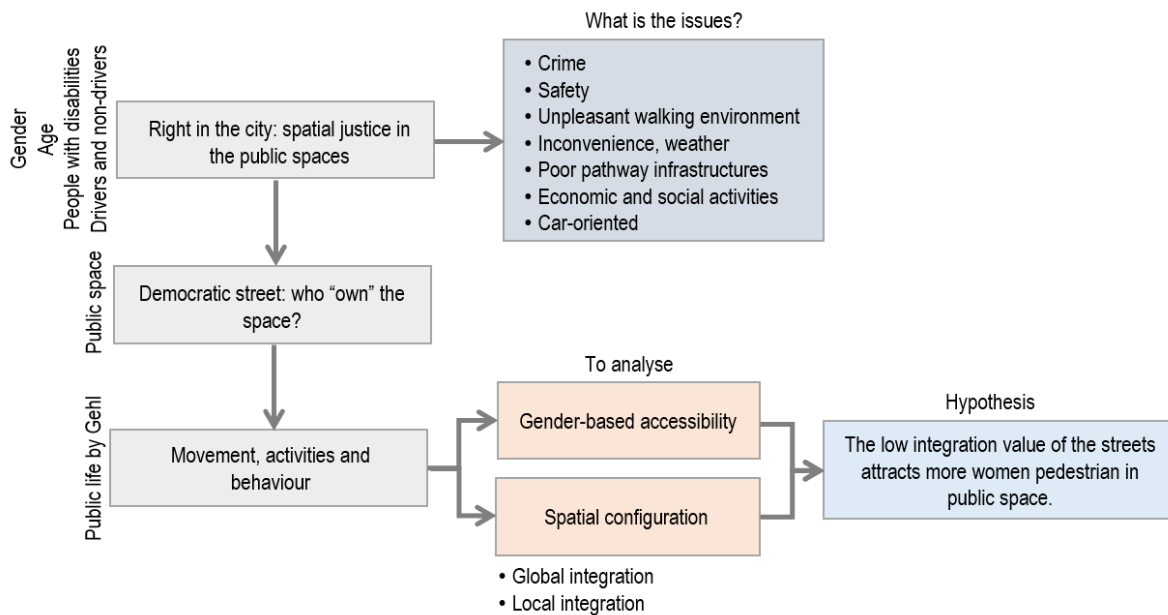 What is the issues?
• Crime
• Safety
• Unpleasant walking environment
• Inconvenience, weather
• Poor pathway infrastructures
• Economic and social activities
• Car-oriented
Gender
Age
People with disabilities
Drivers and non-drivers
Right in the city: spatial justice in
the public spaces
Public space
Democratic street: who “own” the
space?
Public life by Gehl
Movement, activities and
behaviour
To analyse
Gender-based accessibility
Spatial configuration
• Global integration
• Local integration
Hypothesis
The low integration value of the streets
attracts more women pedestrian in
public space.